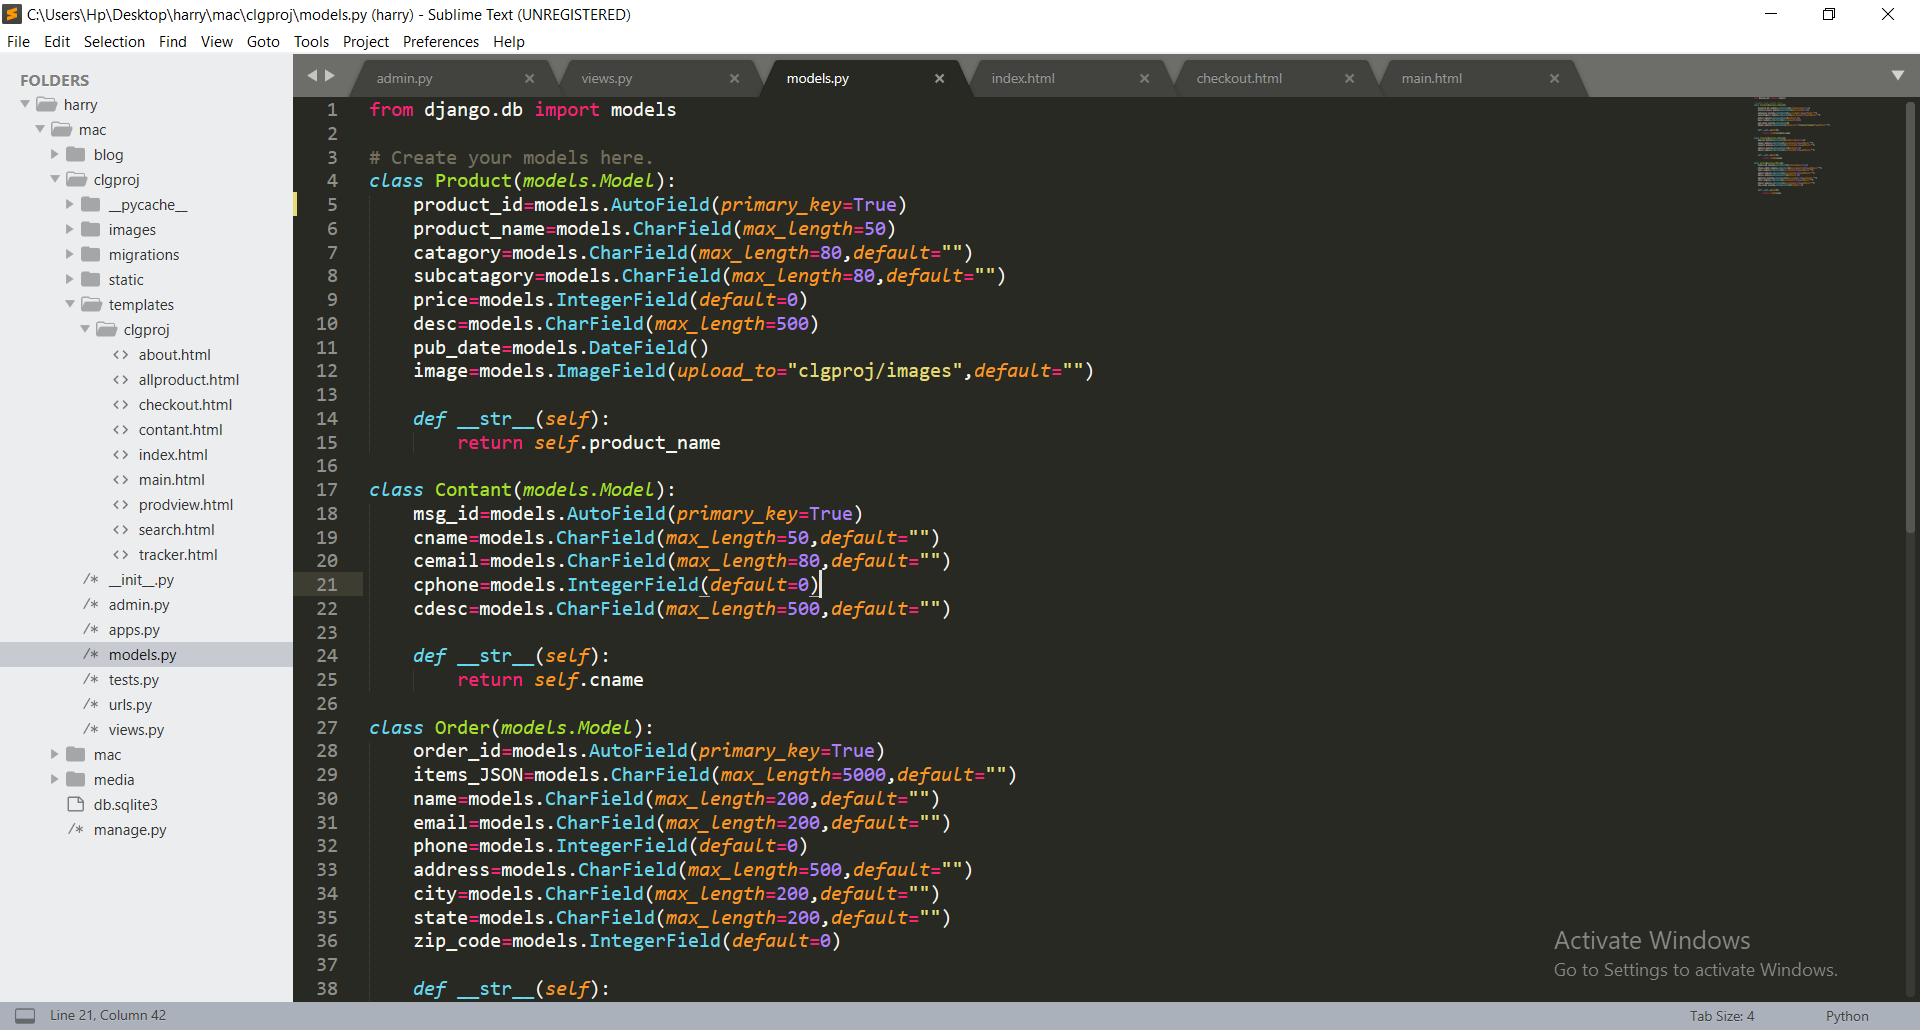 C:\Users\Hp\Desktop\harry\mac\clgproj\models.py (harry) - Sublime Text (UNREGISTERED)
File Edit Selection Find View Goto Tools Project Preferences Help
FOLDERS
harry
mac
blog
clgproj
__pycache__
images
migrations
static
templates
clgproj
about.html
allproduct.html
checkout.html
contant.html
index.html
main.html
prodview.html
search.html
tracker.html
__init__.py
admin.py
apps.py
models.py
tests.py
urls.py
views.py
mac
media
db.sqlite3
manage.py
admin.py views.py models.py index.html checkout.html main.html
1 from django.db import models
2
3 # Create your models here.
4 class Product(models.Model):
5     product_id=models.AutoField(primary_key=True)
6     product_name=models.CharField(max_length=50)
7     catagory=models.CharField(max_length=80,default="")
8     subcatagory=models.CharField(max_length=80,default="")
9     price=models.IntegerField(default=0)
10     desc=models.CharField(max_length=500)
11     pub_date=models.DateField()
12     image=models.ImageField(upload_to="clgproj/images",default="")
13
14     def __str__(self):
15         return self.product_name
16
17 class Contant(models.Model):
18     msg_id=models.AutoField(primary_key=True)
19     cname=models.CharField(max_length=50,default="")
20     cemail=models.CharField(max_length=80,default="")
21     cphone=models.IntegerField(default=0)
22     cdesc=models.CharField(max_length=500,default="")
23
24     def __str__(self):
25         return self.cname
26
27 class Order(models.Model):
28     order_id=models.AutoField(primary_key=True)
29     items_JSON=models.CharField(max_length=5000,default="")
30     name=models.CharField(max_length=200,default="")
31     email=models.CharField(max_length=200,default="")
32     phone=models.IntegerField(default=0)
33     address=models.CharField(max_length=500,default="")
34     city=models.CharField(max_length=200,default="")
35     state=models.CharField(max_length=200,default="")
36     zip_code=models.IntegerField(default=0)
37
38     def __str__(self):
Activate Windows
Go to Settings to activate Windows.
Line 21, Column 42 Tab Size: 4 Python